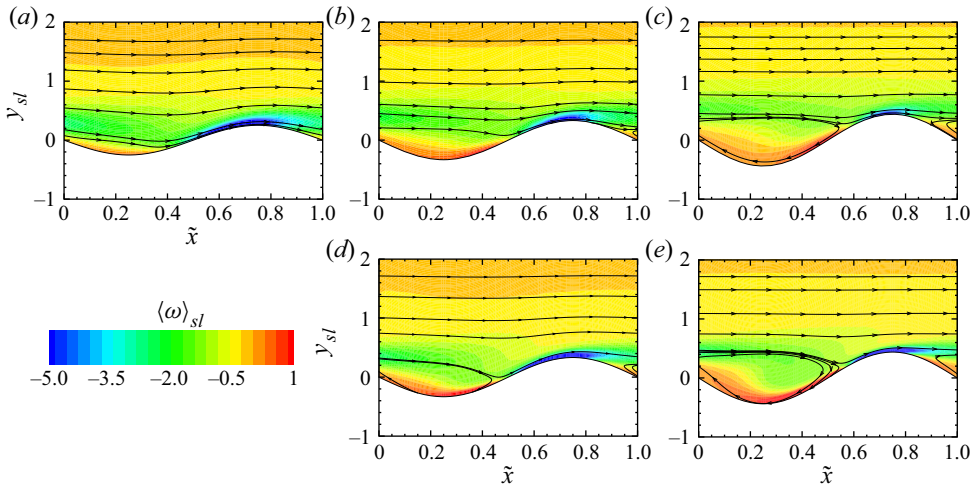 (a) (b) (c)
2 2 2
1 1 1
y_sl
0 0 0
−1 −1 −1
0 0.2 0.4 0.6 0.8 1.0 0 0.2 0.4 0.6 0.8 1.0 0 0.2 0.4 0.6 0.8 1.0
x̃
(d) (e)
2 2
⟨ω⟩_sl
1 1
y_sl
−5.0 −3.5 −2.0 −0.5 1
0 0
−1 −1
0 0.2 0.4 0.6 0.8 1.0 0 0.2 0.4 0.6 0.8 1.0
x̃ x̃